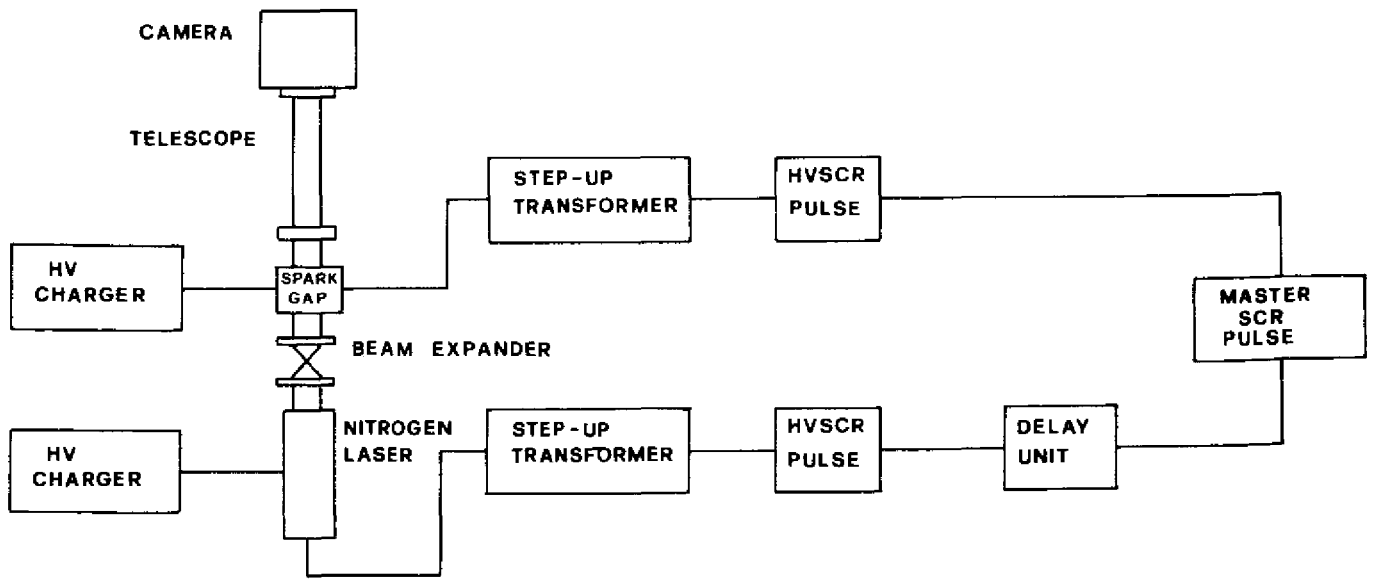 CAMERA
TELESCOPE
STEP-UP
TRANSFORMER
HVSCR
PULSE
HV
CHARGER
SPARK
GAP
MASTER
SCR
PULSE
BEAM EXPANDER
HV
CHARGER
NITROGEN
LASER
STEP-UP
TRANSFORMER
HVSCR
PULSE
DELAY
UNIT